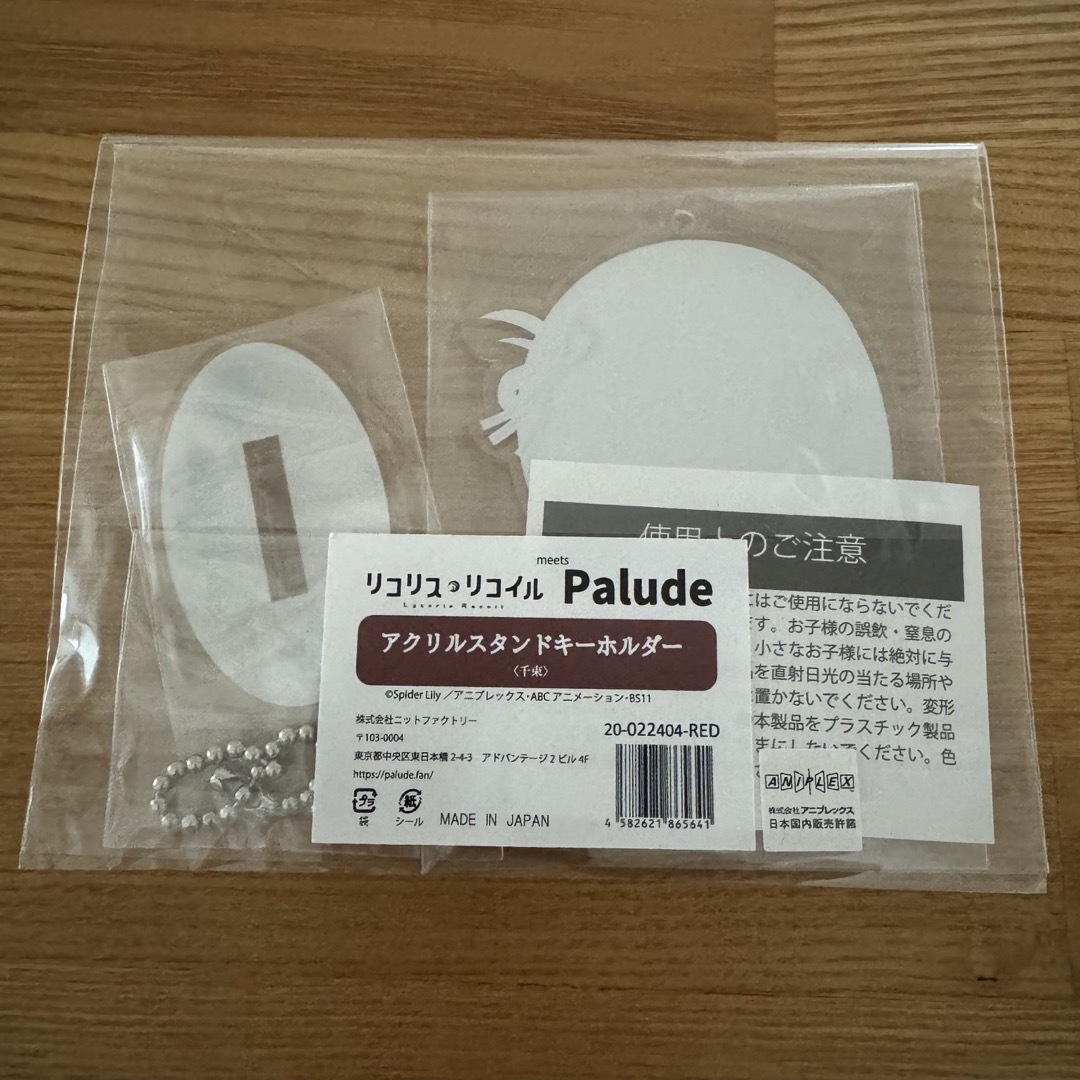 使用上のご注意
はご使用にならないでくだ
ます。お子様の誤飲・窒息の
小さなお子様には絶対に与
を直射日光の当たる場所や
置かないでください。変形
本製品をプラスチック製品
まにしないでください。色
meets
リコリス・リコイル Palude
Lycoris Recoil
アクリルスタンドキーホルダー
〈千束〉
©Spider Lily／アニプレックス・ABCアニメーション・BS11
株式会社ニットファクトリー
〒103-0004
東京都中央区東日本橋 2-4-3 アドバンテージ 2 ビル 4F
https://palude.fan/
プラ
袋
紙
シール
MADE IN JAPAN
20-022404-RED
4 582621 865641
ANIPLEX
株式会社アニプレックス
日本国内販売許諾